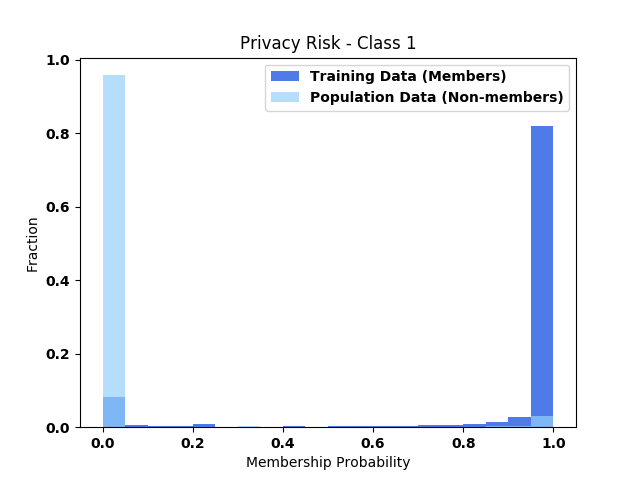 Privacy Risk - Class 1
Training Data (Members)
Population Data (Non-members)
1.0
0.8
0.6
0.4
0.2
0.0
Fraction
0.0 0.2 0.4 0.6 0.8 1.0
Membership Probability